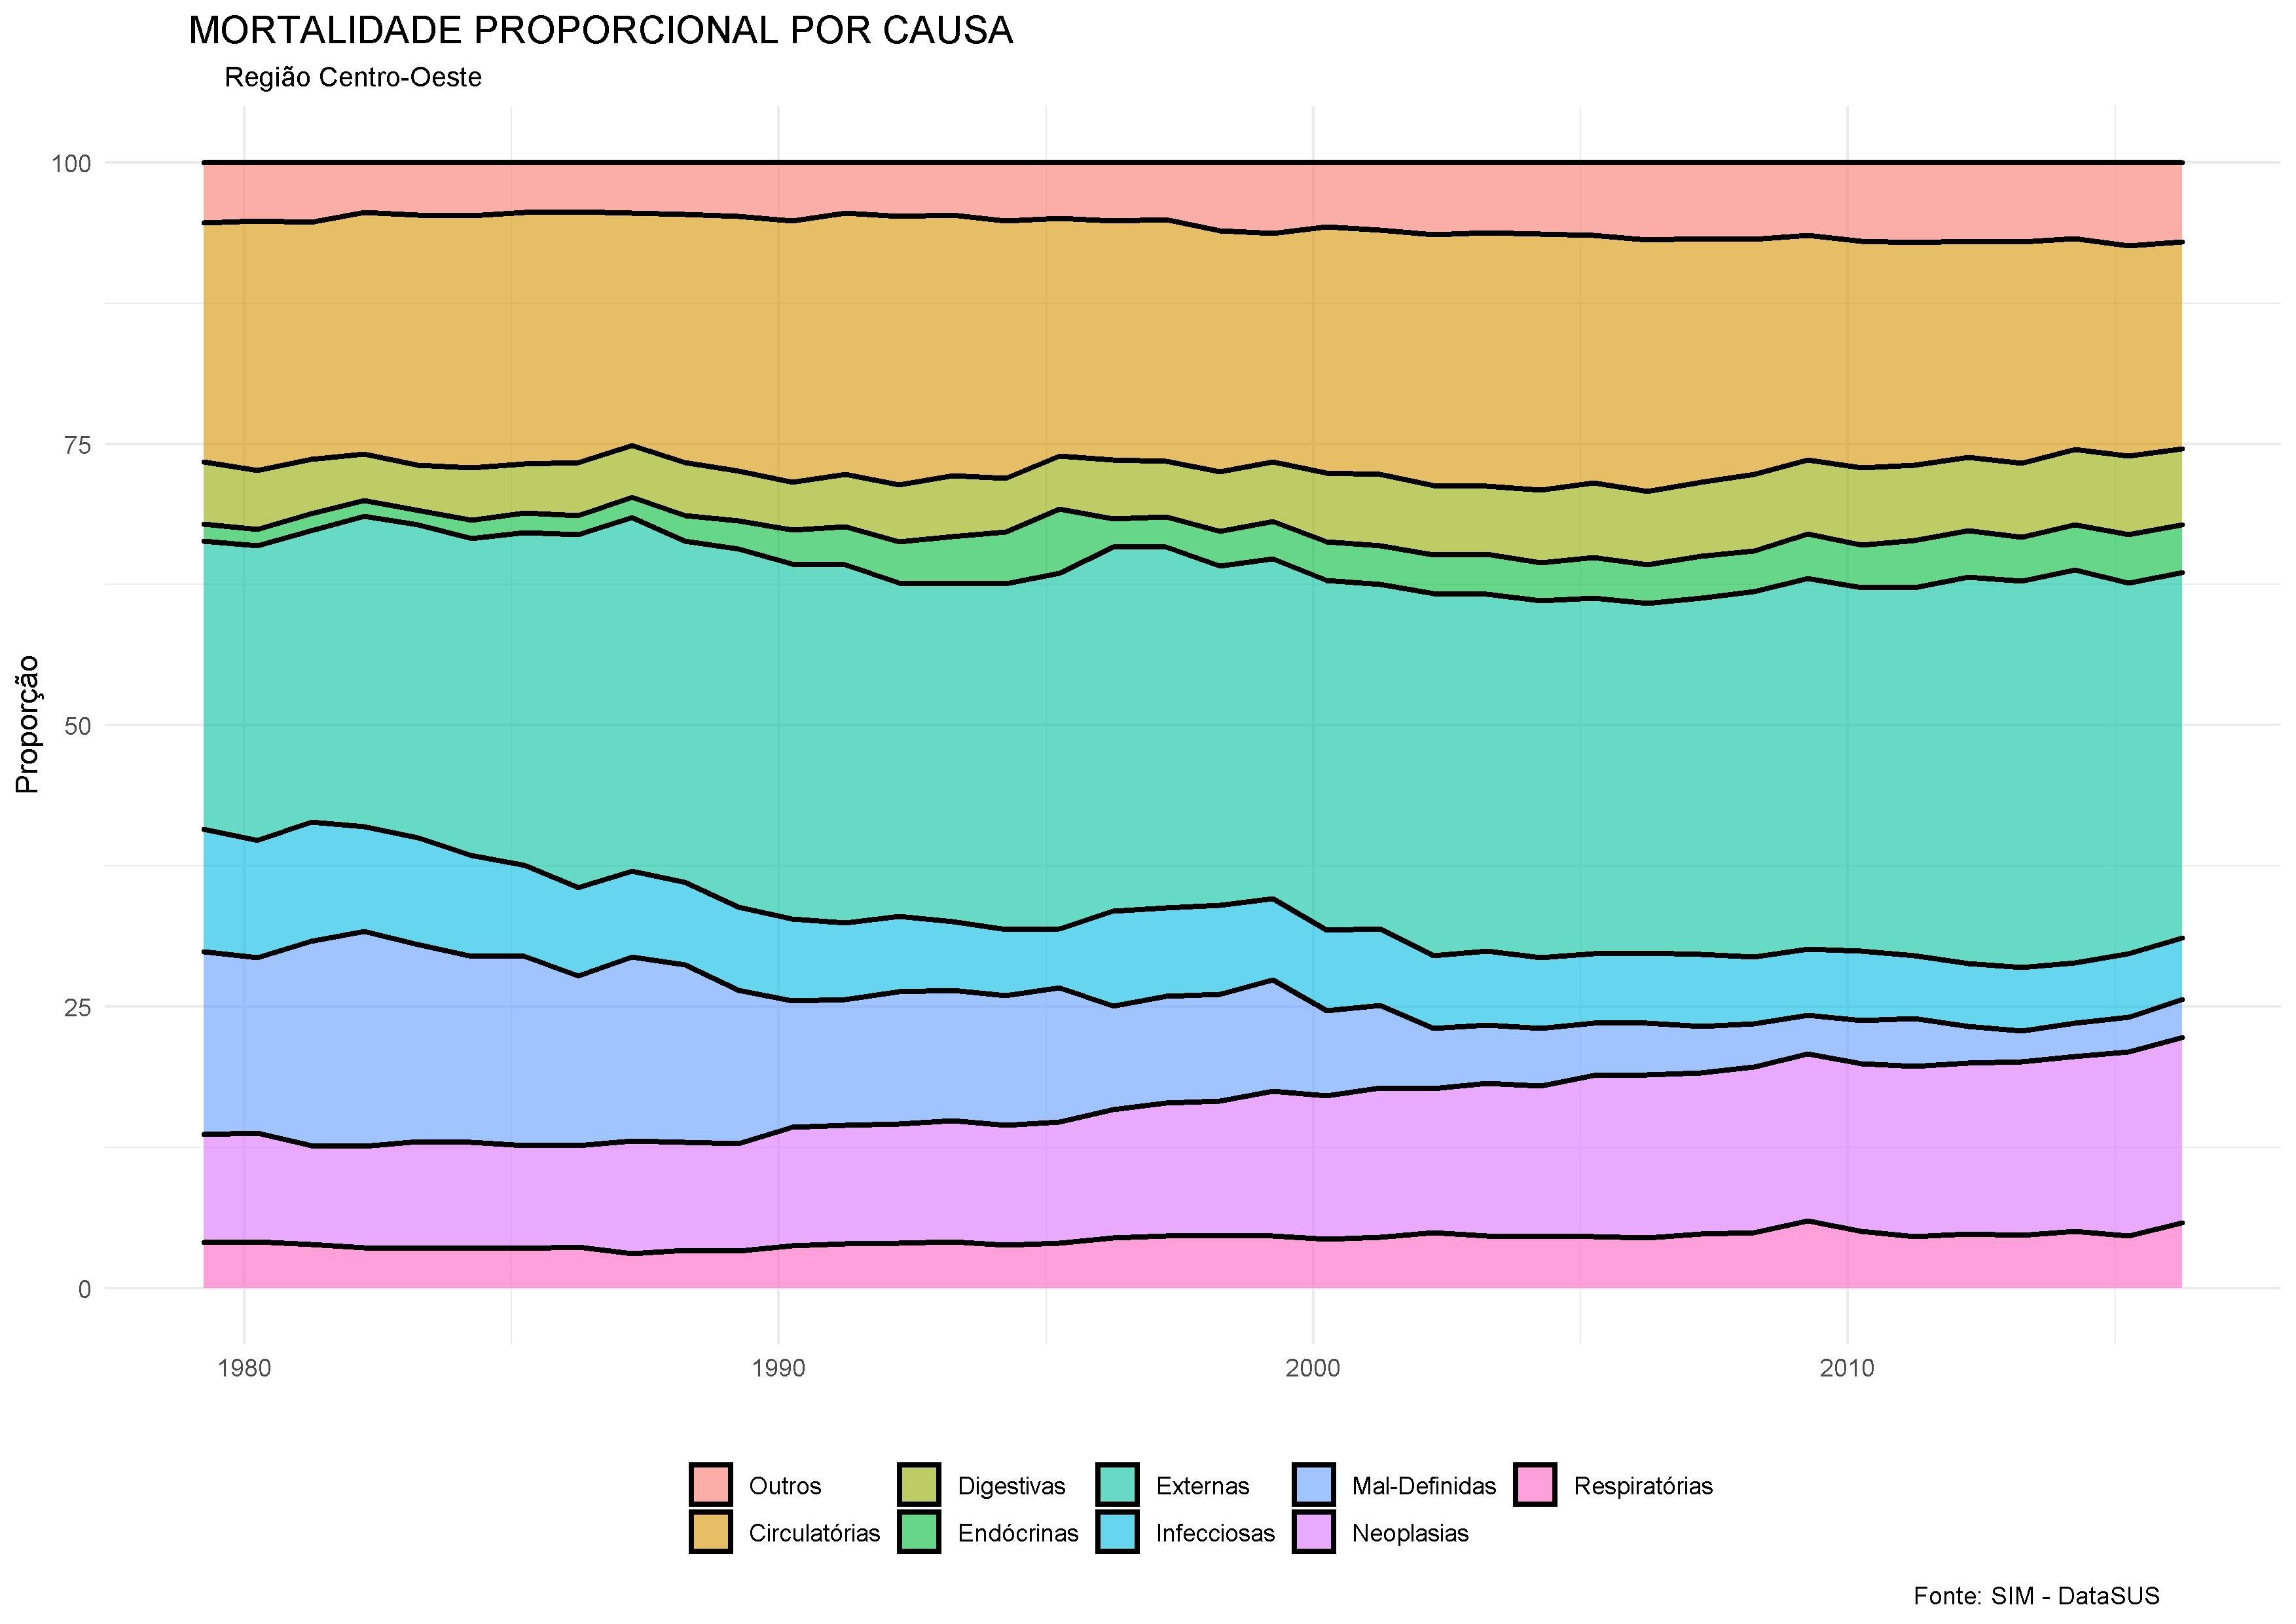 MORTALIDADE PROPORCIONAL POR CAUSA
Região Centro-Oeste
100
75
50
25
0
Proporção
1980 1990 2000 2010
Outros Digestivas Externas Mal-Definidas Respiratórias
Circulatórias Endócrinas Infecciosas Neoplasias
Fonte: SIM - DataSUS